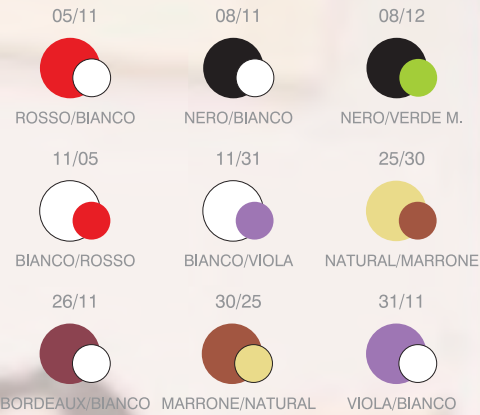 05/11 08/11 08/12
ROSSO/BIANCO NERO/BIANCO NERO/VERDE M.
11/05 11/31 25/30
BIANCO/ROSSO BIANCO/VIOLA NATURAL/MARRONE
26/11 30/25 31/11
BORDEAUX/BIANCO MARRONE/NATURAL VIOLA/BIANCO